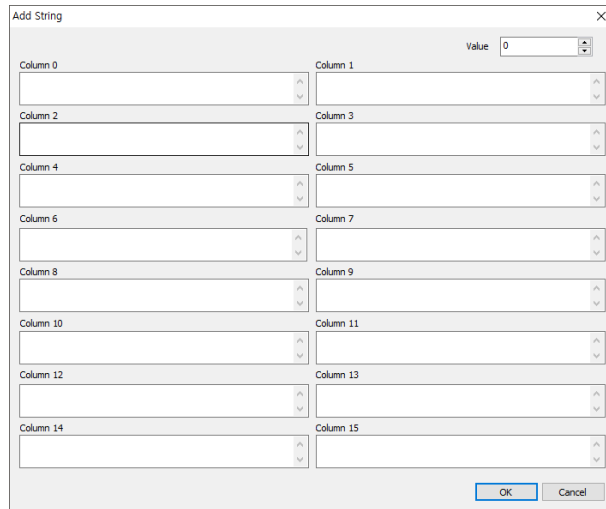 Add String
Value 0
Column 0 Column 1
Column 2 Column 3
Column 4 Column 5
Column 6 Column 7
Column 8 Column 9
Column 10 Column 11
Column 12 Column 13
Column 14 Column 15
OK Cancel